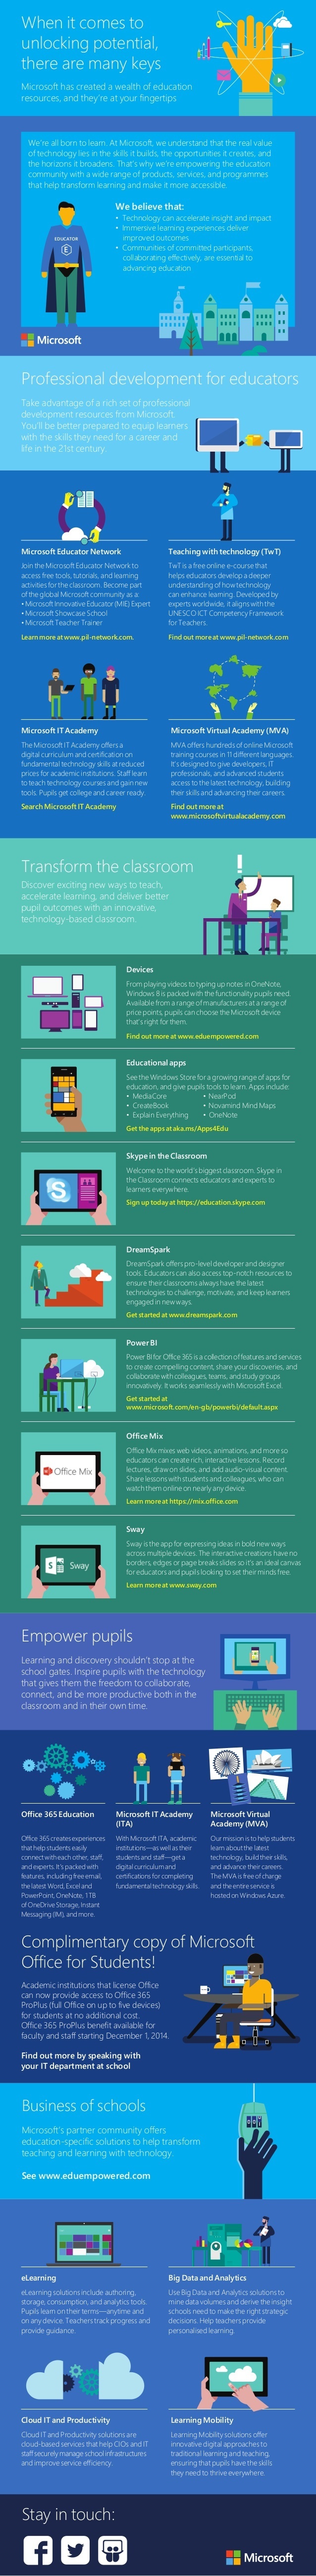 When it comes to
unlocking potential,
there are many keys
Microsoft has created a wealth of education
resources, and they're at your fingertips.
We're all born to learn. At Microsoft, we understand that the real value
of technology lies in the skills it builds, the opportunities it creates, and
the horizons it broadens. That's why we're empowering the education
community with a wide range of products, services, and programmes
that help transform learning and make it more accessible.
We believe that:
• Technology can accelerate insight and impact
• Immersive learning experiences deliver
improved outcomes
• Communities of committed participants,
collaborating effectively, are essential to
advancing education
EDUCATOR
E
Microsoft
Professional development for educators
Take advantage of a rich set of professional
development resources from Microsoft.
You'll be better prepared to equip learners
with the skills they need for a career and
life in the 21st century.
Microsoft Educator Network
Join the Microsoft Educator Network to
access free tools, tutorials, and learning
activities for the classroom. Become part
of the global Microsoft community as a:
• Microsoft Innovative Educator (MIE) Expert
• Microsoft Showcase School
• Microsoft Teacher Trainer
Learn more at www.pil-network.com.
Teaching with technology (TwT)
TwT is a free online e-course that
helps educators develop a deeper
understanding of how technology
can enhance learning. Developed by
experts worldwide, it aligns with the
UNESCO ICT Competency Framework
for Teachers.
Find out more at www.pil-network.com
Microsoft IT Academy
The Microsoft IT Academy offers a
digital curriculum and certification on
fundamental technology skills at reduced
prices for academic institutions. Staff learn
to teach technology courses and gain new
tools. Pupils get college and career ready.
Search Microsoft IT Academy
Microsoft Virtual Academy (MVA)
MVA offers hundreds of online Microsoft
training courses in 11 different languages.
It's designed to give developers, IT
professionals, and advanced students
access to the latest technology, building
their skills and advancing their careers.
Find out more at
www.microsoftvirtualacademy.com
Transform the classroom
Discover exciting new ways to teach,
accelerate learning, and deliver better
pupil outcomes with an innovative,
technology-based classroom.
Devices
From playing videos to typing up notes in OneNote,
Windows 8 is packed with the functionality pupils need.
Available from a range of manufacturers at a range of
price points, pupils can choose the Microsoft device
that's right for them.
Find out more at www.eduempowered.com
Educational apps
See the Windows Store for a growing range of apps for
education, and give pupils tools to learn. Apps include:
• MediaCore
• CreateBook
• Explain Everything
• NearPod
• Novamind Mind Maps
• OneNote
Get the apps at aka.ms/Apps4Edu
Skype in the Classroom
Welcome to the world's biggest classroom. Skype in
the Classroom connects educators and experts to
learners everywhere.
Sign up today at https://education.skype.com
DreamSpark
DreamSpark offers pro-level developer and designer
tools. Educators can also access top-notch resources to
ensure their classrooms always have the latest
technologies to challenge, motivate, and keep learners
engaged in new ways.
Get started at www.dreamspark.com
Power BI
Power BI for Office 365 is a collection of features and services
to create compelling content, share your discoveries, and
collaborate with colleagues, teams, and study groups
innovatively. It works seamlessly with Microsoft Excel.
Get started at
www.microsoft.com/en-gb/powerbi/default.aspx
Office Mix
Office Mix
Office Mix mixes web videos, animations, and more so
educators can create rich, interactive lessons. Record
lectures, draw on slides, and add audio-visual content.
Share lessons with students and colleagues, who can
watch them online on nearly any device.
Learn more at https://mix.office.com
Sway
Sway
Sway is the app for expressing ideas in bold new ways
across multiple devices. The interactive creations have no
borders, edges or page breaks slides so it's an ideal canvas
for educators and pupils looking to set their minds free.
Learn more at www.sway.com
Empower pupils
Learning and discovery shouldn't stop at the
school gates. Inspire pupils with the technology
that gives them the freedom to collaborate,
connect, and be more productive both in the
classroom and in their own time.
Office 365 Education
Office 365 creates experiences
that help students easily
connect with each other, staff,
and experts. It's packed with
features, including free email,
the latest Word, Excel and
PowerPoint, OneNote, 1TB
of OneDrive Storage, Instant
Messaging (IM), and more.
Microsoft IT Academy
(ITA)
With Microsoft ITA, academic
institutions—as well as their
students and staff—get a
digital curriculum and
certifications for completing
fundamental technology skills.
Microsoft Virtual
Academy (MVA)
Our mission is to help students
learn about the latest
technology, build their skills,
and advance their careers.
The MVA is free of charge
and the entire service is
hosted on Windows Azure.
Complimentary copy of Microsoft
Office for Students!
Academic institutions that license Office
can now provide access to Office 365
ProPlus (full Office on up to five devices)
for students at no additional cost.
Office 365 ProPlus benefit available for
faculty and staff starting December 1, 2014.
Find out more by speaking with
your IT department at school
Business of schools
Microsoft's partner community offers
education-specific solutions to help transform
teaching and learning with technology.
See www.eduempowered.com
eLearning
eLearning solutions include authoring,
storage, consumption, and analytics tools.
Pupils learn on their terms—anytime and
on any device. Teachers track progress and
provide guidance.
Big Data and Analytics
Use Big Data and Analytics solutions to
mine data volumes and derive the insight
schools need to make the right strategic
decisions. Help teachers provide
personalised learning.
Cloud IT and Productivity
Cloud IT and Productivity solutions are
cloud-based services that help CIOs and IT
staff securely manage school infrastructures
and improve service efficiency.
Learning Mobility
Learning Mobility solutions offer
innovative digital approaches to
traditional learning and teaching,
ensuring that pupils have the skills
they need to thrive everywhere.
Stay in touch:
Microsoft